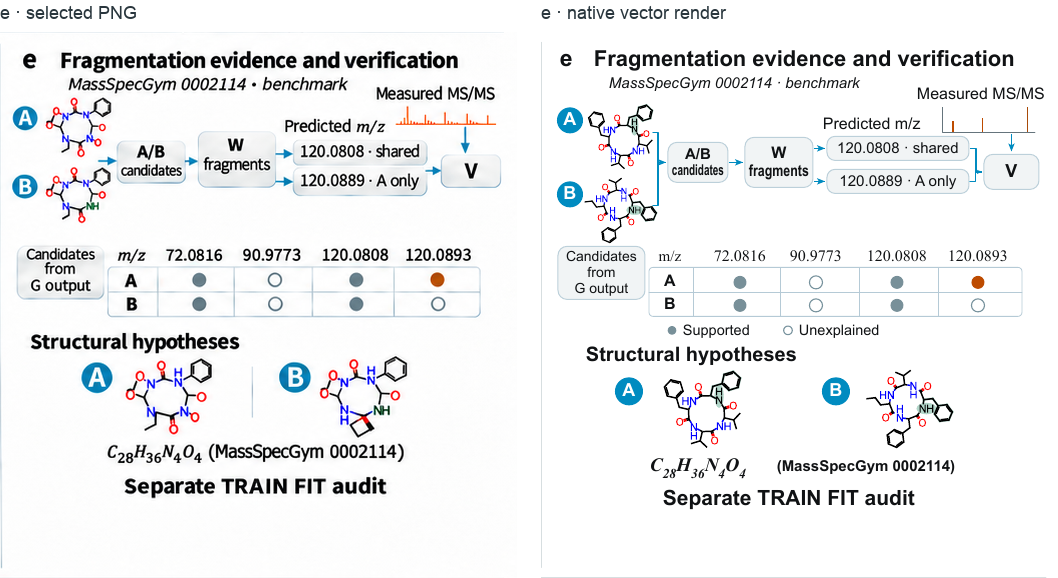 e · selected PNG
e Fragmentation evidence and verification
MassSpecGym 0002114 • benchmark
Measured MS/MS
A
Predicted m/z
A/B
candidates
W
fragments
120.0808 · shared
120.0889 · A only
V
B
Candidates
from
G output
m/z 72.0816 90.9773 120.0808 120.0893
A
B
Structural hypotheses
A
B
C28H36N4O4 (MassSpecGym 0002114)
Separate TRAIN FIT audit
e · native vector render
e Fragmentation evidence and verification
MassSpecGym 0002114 · benchmark
Measured MS/MS
A
Predicted m/z
A/B
candidates
W
fragments
120.0808 · shared
120.0889 · A only
V
B
Candidates
from
G output
m/z 72.0816 90.9773 120.0808 120.0893
A
B
Supported Unexplained
Structural hypotheses
A
B
C28H36N4O4 (MassSpecGym 0002114)
Separate TRAIN FIT audit